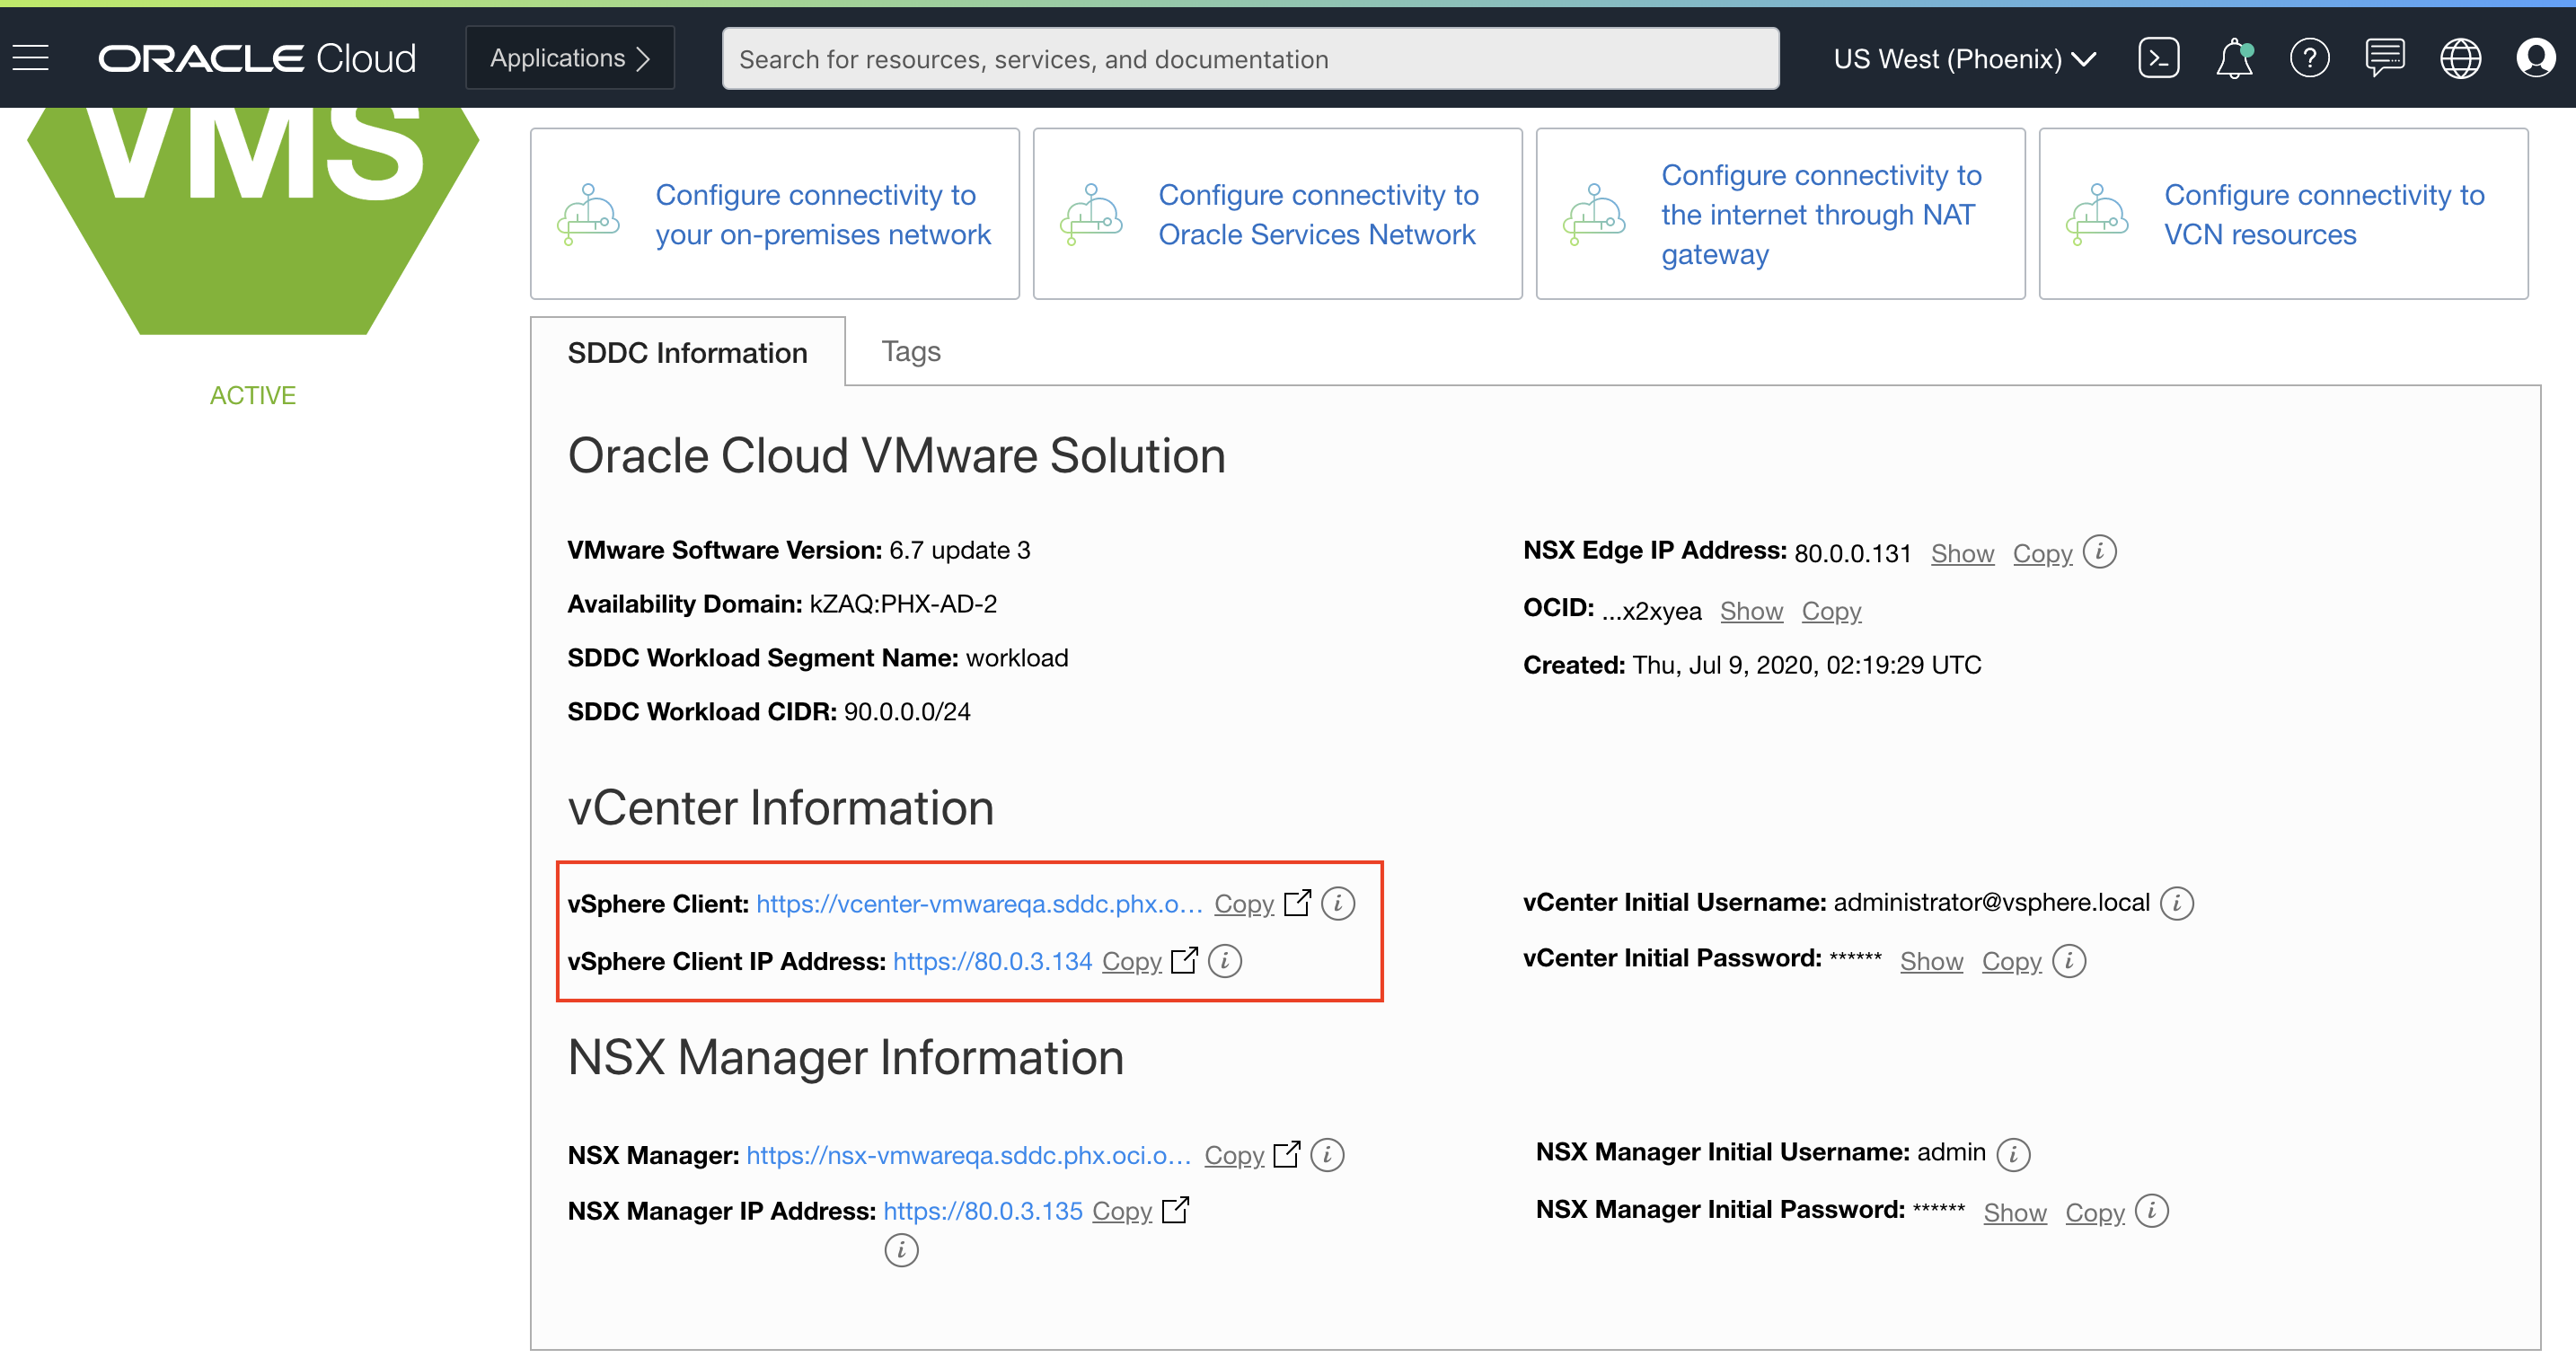 ORACLE Cloud
Applications
Search for resources, services, and documentation
US West (Phoenix)
VMS
ACTIVE
Configure connectivity to
your on-premises network
Configure connectivity to
Oracle Services Network
Configure connectivity to
the internet through NAT
gateway
Configure connectivity to
VCN resources
SDDC Information
Tags
Oracle Cloud VMware Solution
VMware Software Version: 6.7 update 3
Availability Domain: kZAQ:PHX-AD-2
SDDC Workload Segment Name: workload
SDDC Workload CIDR: 90.0.0.0/24
NSX Edge IP Address: 80.0.0.131 Show Copy
OCID: ...x2xyea Show Copy
Created: Thu, Jul 9, 2020, 02:19:29 UTC
vCenter Information
vSphere Client: https://vcenter-vmwareqa.sddc.phx.o... Copy
vSphere Client IP Address: https://80.0.3.134 Copy
vCenter Initial Username: administrator@vsphere.local
vCenter Initial Password: ****** Show Copy
NSX Manager Information
NSX Manager: https://nsx-vmwareqa.sddc.phx.oci.o... Copy
NSX Manager IP Address: https://80.0.3.135 Copy
NSX Manager Initial Username: admin
NSX Manager Initial Password: ****** Show Copy